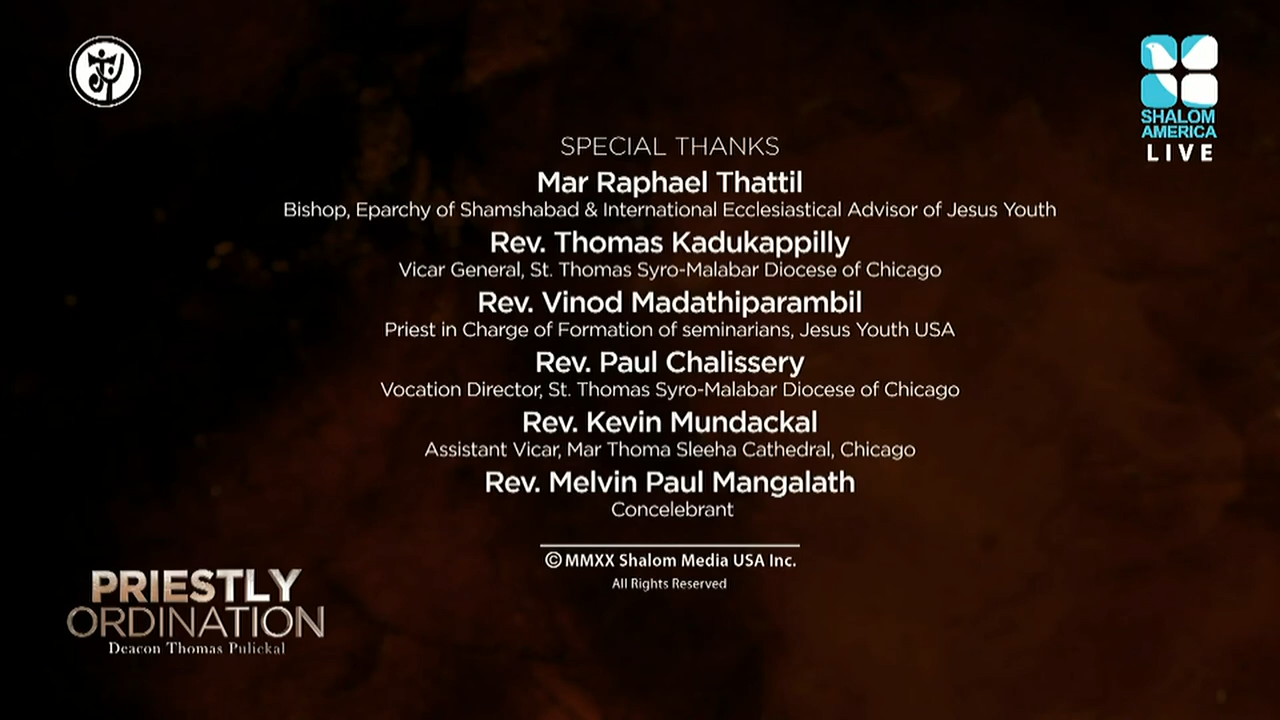 SHALOM
AMERICA
LIVE
SPECIAL THANKS
Mar Raphael Thattil
Bishop, Eparchy of Shamshabad & International Ecclesiastical Advisor of Jesus Youth
Rev. Thomas Kadukappilly
Vicar General, St. Thomas Syro-Malabar Diocese of Chicago
Rev. Vinod Madathiparambil
Priest in Charge of Formation of seminarians, Jesus Youth USA
Rev. Paul Chalissery
Vocation Director, St. Thomas Syro-Malabar Diocese of Chicago
Rev. Kevin Mundackal
Assistant Vicar, Mar Thoma Sleeha Cathedral, Chicago
Rev. Melvin Paul Mangalath
Concelebrant
© MMXX Shalom Media USA Inc.
All Rights Reserved
PRIESTLY
ORDINATION
Deacon Thomas Pulickal